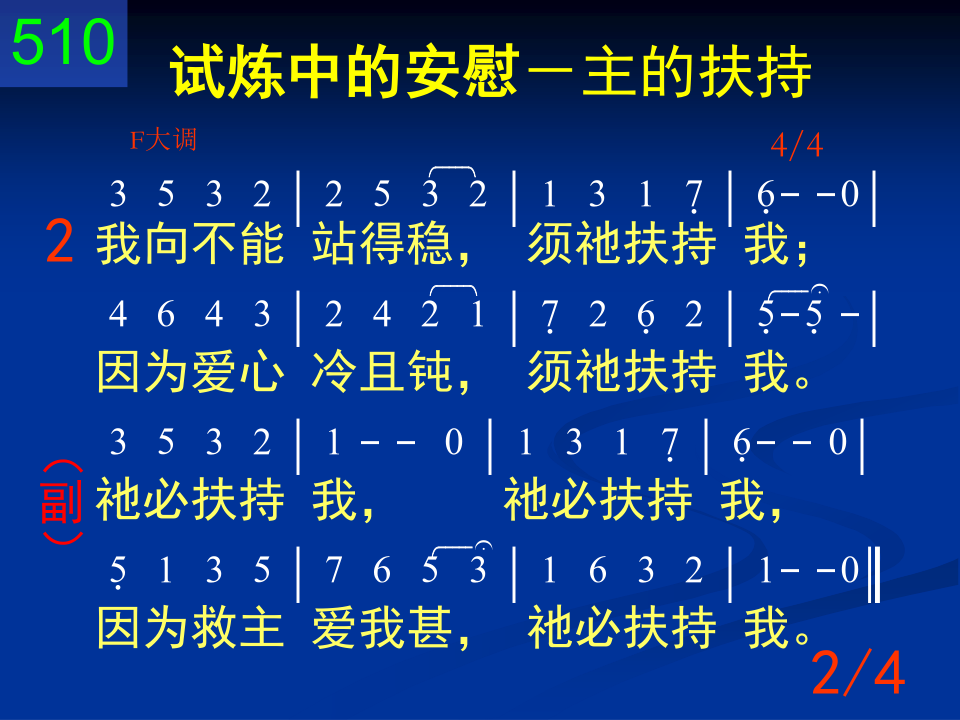 510
试炼中的安慰－主的扶持
F大调 4/4
3 5 3 2 | 2 5 3 2 | 1 3 1 7̣ | 6̣ - - 0 |
2 我向不能 站得稳， 须祂扶持 我；
4 6 4 3 | 2 4 2 1 | 7̣ 2 6̣ 2 | 5̣ - 5̣ - |
因为爱心 冷且钝， 须祂扶持 我。
3 5 3 2 | 1 - - 0 | 1 3 1 7̣ | 6̣ - - 0 |
（副） 祂必扶持 我， 祂必扶持 我，
5̣ 1 3 5 | 7 6 5 3 | 1 6 3 2 | 1 - - 0 ‖
因为救主 爱我甚， 祂必扶持 我。
2/4